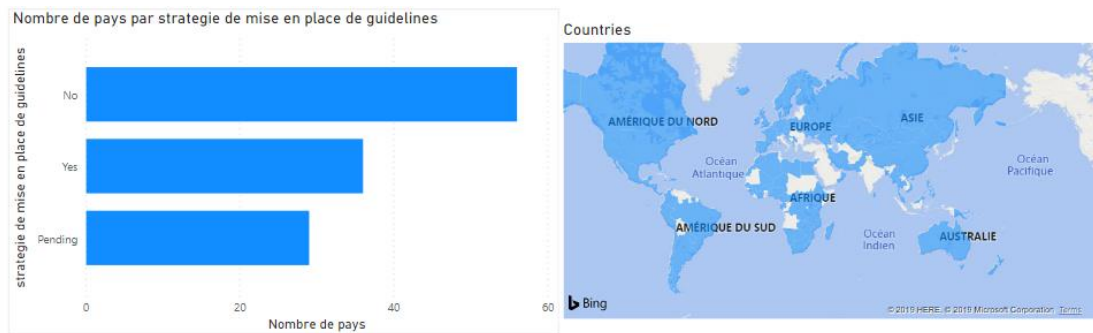 Nombre de pays par strategie de mise en place de guidelines
strategie de mise en place de guidelines
No
Yes
Pending
0
20
40
60
Nombre de pays
Countries
AMÉRIQUE DU NORD
EUROPE
ASIE
Océan
Atlantique
Océan
Pacifique
AFRIQUE
AMÉRIQUE DU SUD
Océan
Indien
AUSTRALIE
Bing
© 2019 HERE, © 2019 Microsoft Corporation Terms